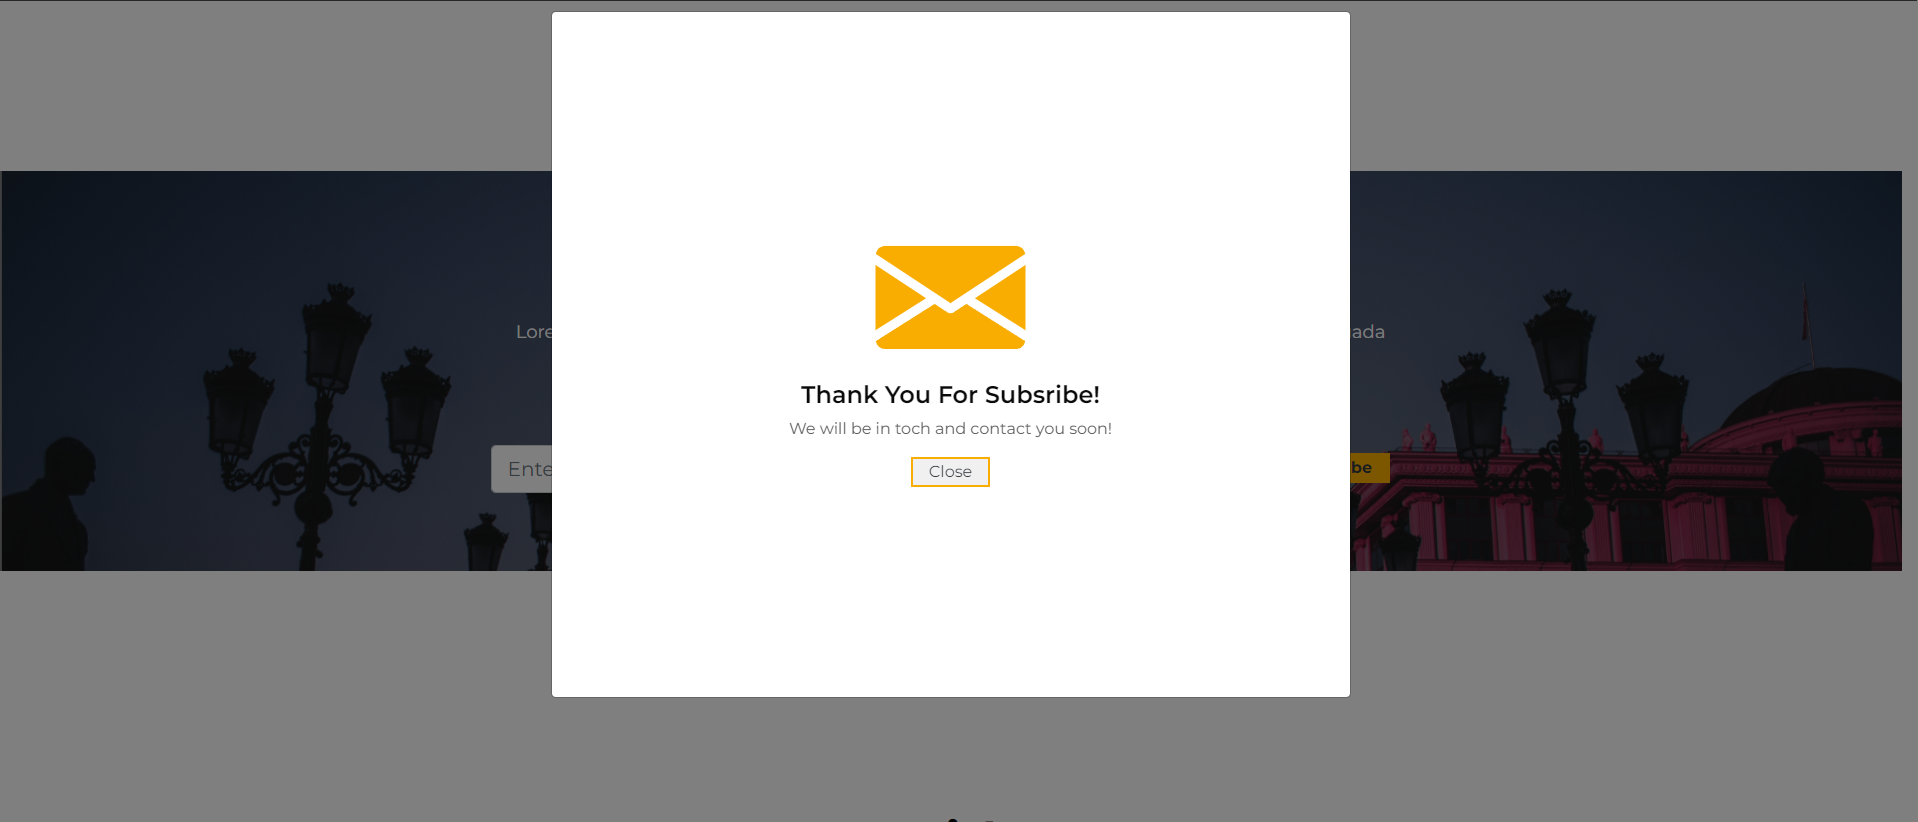 Lore
ada
Thank You For Subsribe!
We will be in toch and contact you soon!
Ente
be
Close